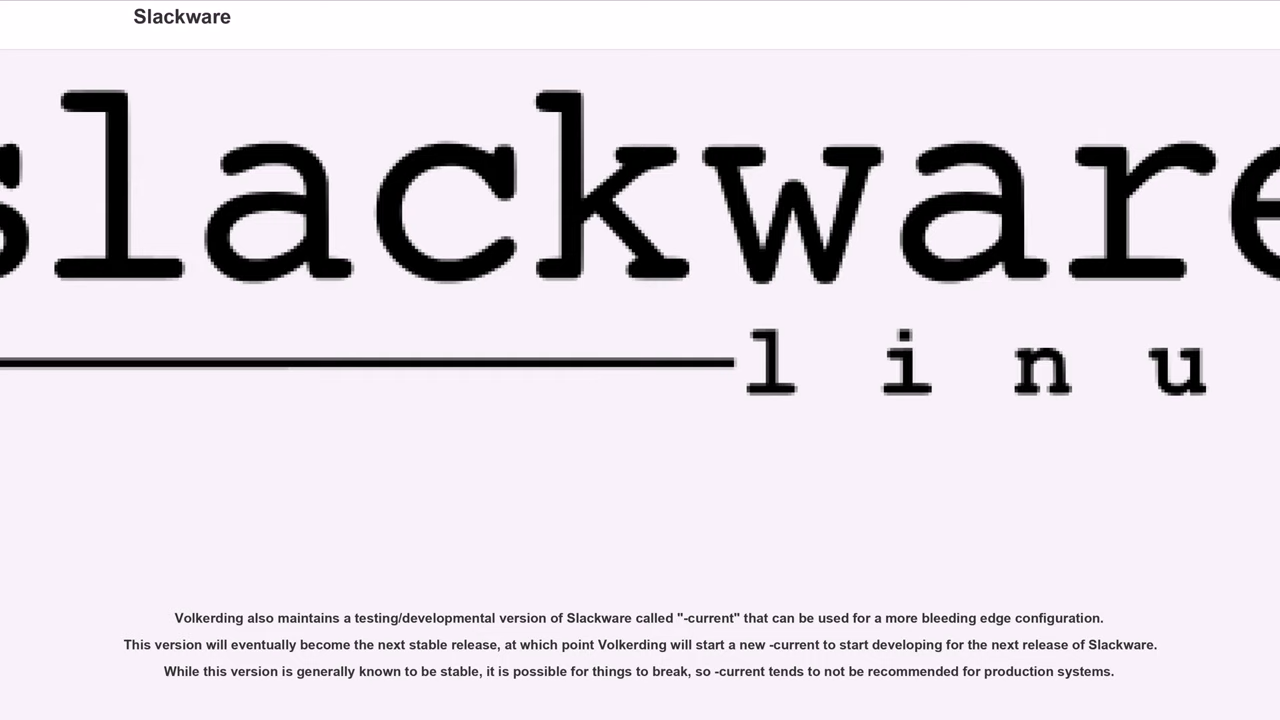 Slackware
slackware
linu
Volkerding also maintains a testing/developmental version of Slackware called "-current" that can be used for a more bleeding edge configuration.
This version will eventually become the next stable release, at which point Volkerding will start a new -current to start developing for the next release of Slackware.
While this version is generally known to be stable, it is possible for things to break, so -current tends to not be recommended for production systems.